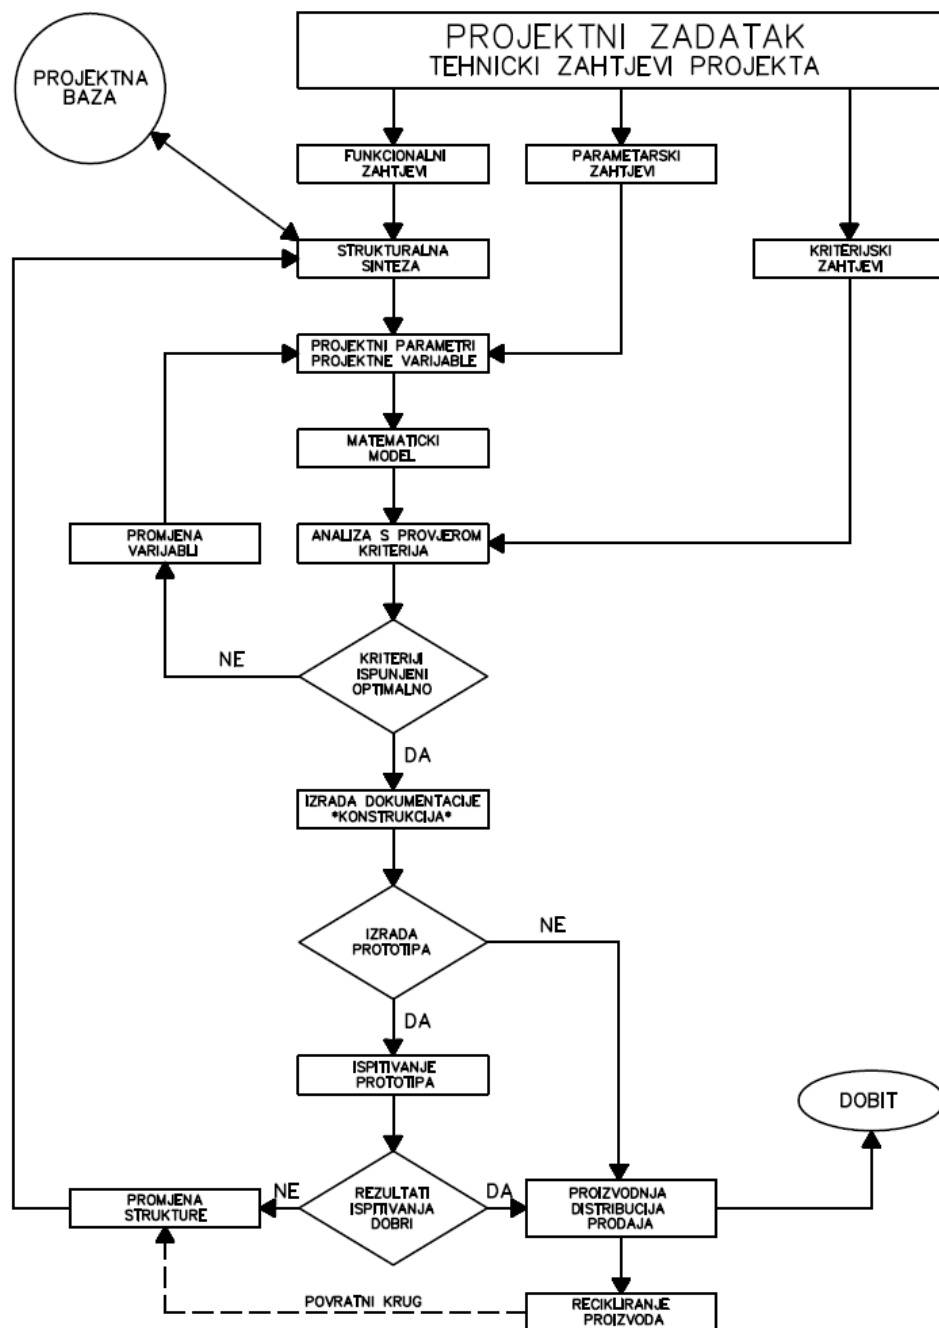 PROJEKTNI ZADATAK
TEHNICKI ZAHTJEVI PROJEKTA
PROJEKTNA
BAZA
FUNKCIONALNI
ZAHTJEVI
PARAMETARSKI
ZAHTJEVI
STRUKTURALNA
SINTEZA
KRITERIJSKI
ZAHTJEVI
PROJEKTNI PARAMETRI
PROJEKTNE VARIJABLE
MATEMATICKI
MODEL
PROMJENA
VARIJABLI
ANALIZA S PROVJEROM
KRITERIJA
NE
KRITERIJI
ISPUNJENI
OPTIMALNO
DA
IZRADA DOKUMENTACIJE
*KONSTRUKCIJA*
IZRADA
PROTOTIPA
NE
DA
ISPITIVANJE
PROTOTIPA
DOBIT
PROMJENA
STRUKTURE
NE
REZULTATI
ISPITIVANJA
DOBRI
DA
PROIZVODNJA
DISTRIBUCIJA
PRODAJA
POVRATNI KRUG
RECIKLIRANJE
PROIZVODA